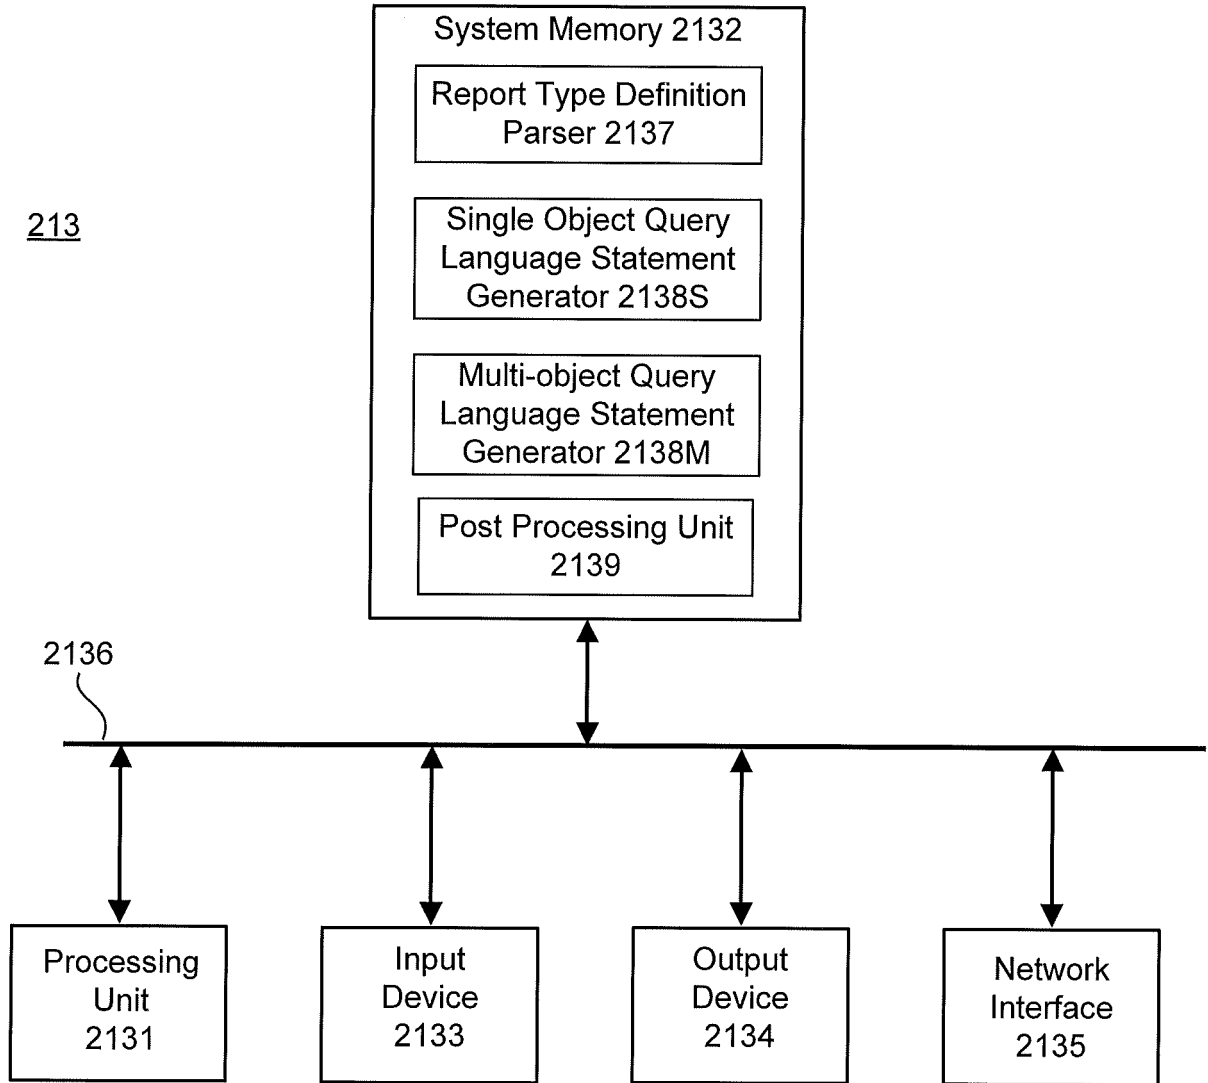 System Memory 2132
Report Type Definition
Parser 2137
213
Single Object Query
Language Statement
Generator 2138S
Multi-object Query
Language Statement
Generator 2138M
Post Processing Unit
2139
2136
Processing
Unit
2131
Input
Device
2133
Output
Device
2134
Network
Interface
2135